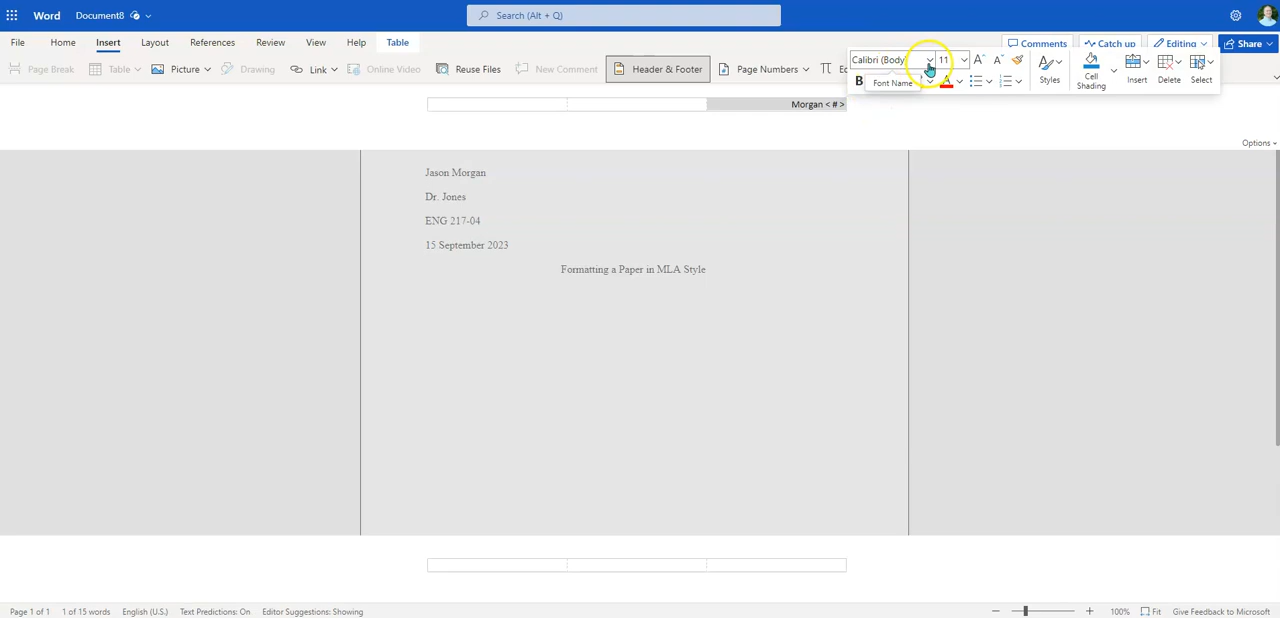 Word Document8 Search (Alt + Q)
File Home Insert Layout References Review View Help Table Comments Catch up Editing Share
Page Break Table Picture Drawing Link Online Video Reuse Files New Comment Header & Footer Page Numbers
Calibri (Body) 11 A A
Font Name
B A Styles Cell Shading Insert Delete Select
Morgan < # >
Options
Jason Morgan
Dr. Jones
ENG 217-04
15 September 2023
Formatting a Paper in MLA Style
Page 1 of 1 1 of 15 words English (U.S.) Text Predictions: On Editor Suggestions: Showing 100% Fit Give Feedback to Microsoft